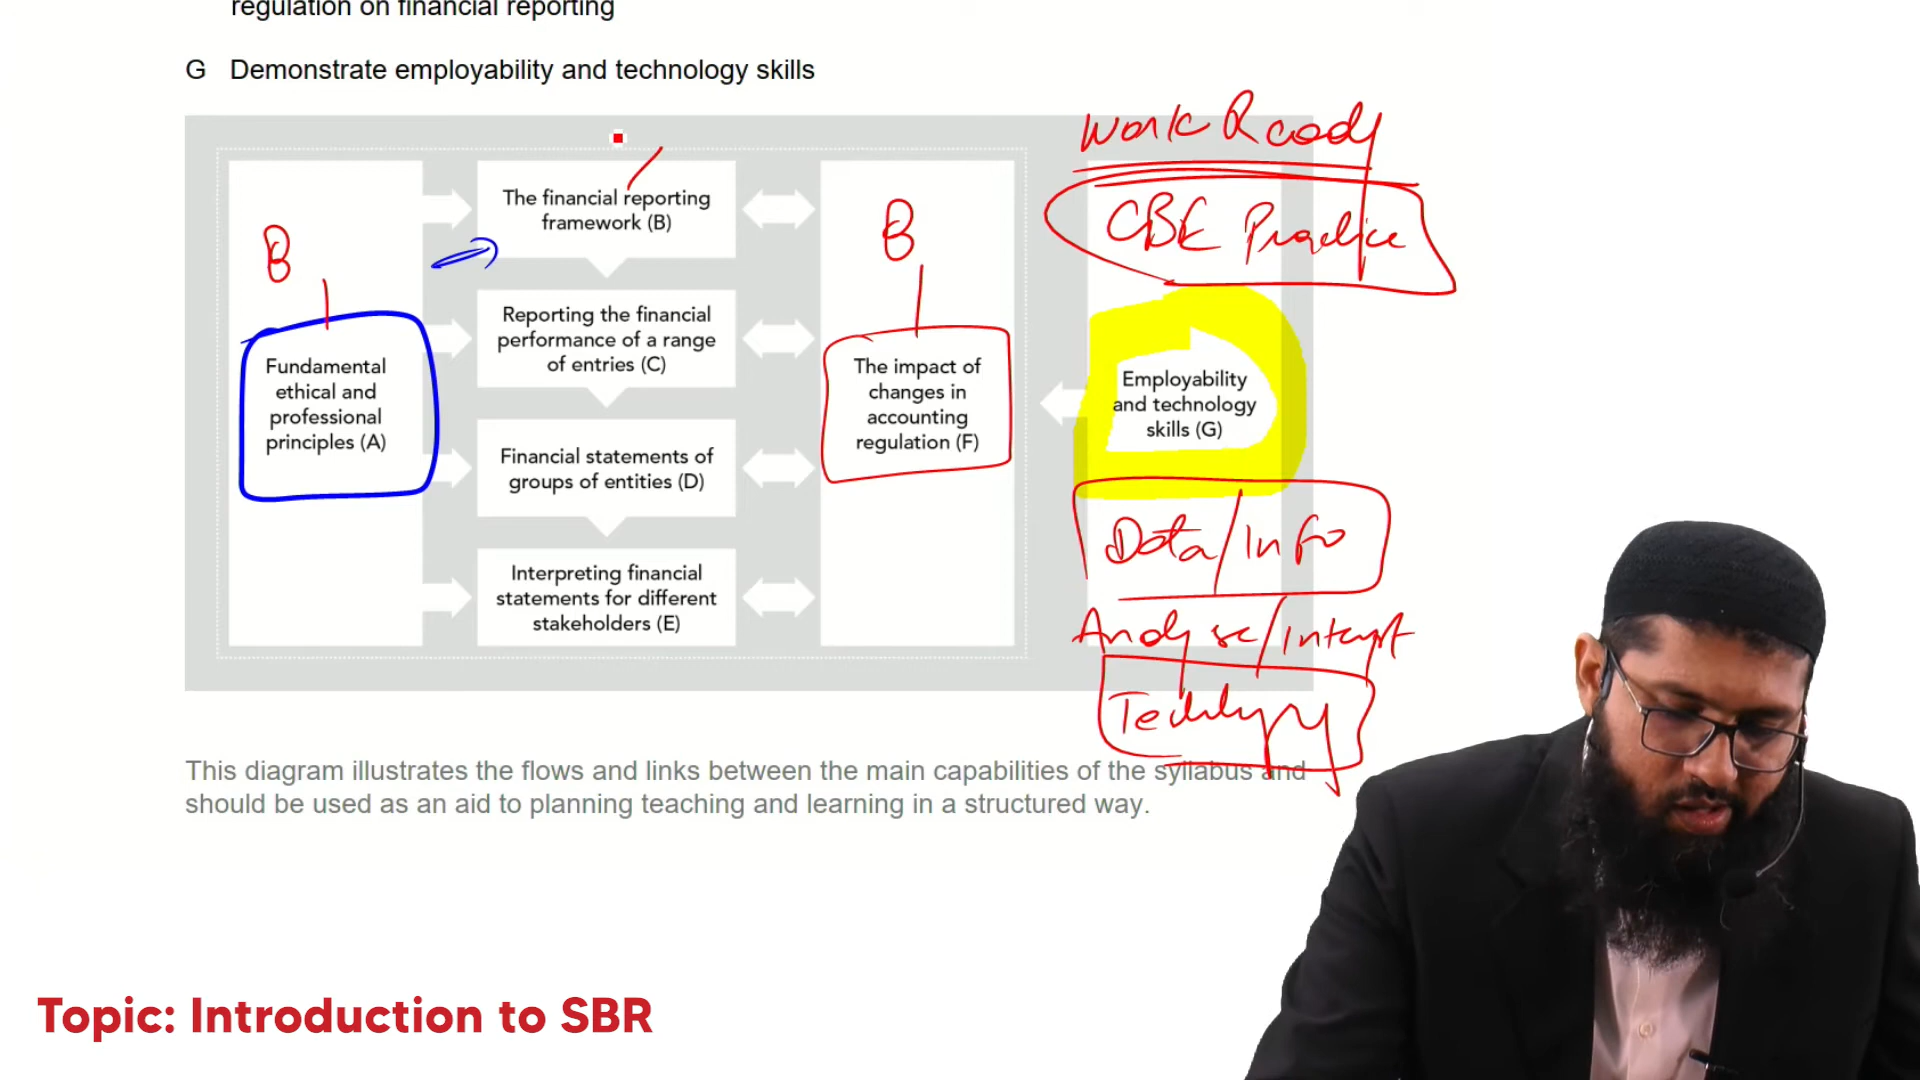 regulation on financial reporting
G Demonstrate employability and technology skills
Work Ready
CBE Practice
B
B
The financial reporting
framework (B)
Reporting the financial
performance of a range
of entries (C)
Financial statements of
groups of entities (D)
Interpreting financial
statements for different
stakeholders (E)
Fundamental
ethical and
professional
principles (A)
The impact of
changes in
accounting
regulation (F)
Employability
and technology
skills (G)
Data/Info
Analyse/Interpt
This diagram illustrates the flows and links between the main capabilities of the syllabus and
should be used as an aid to planning teaching and learning in a structured way.
Topic: Introduction to SBR